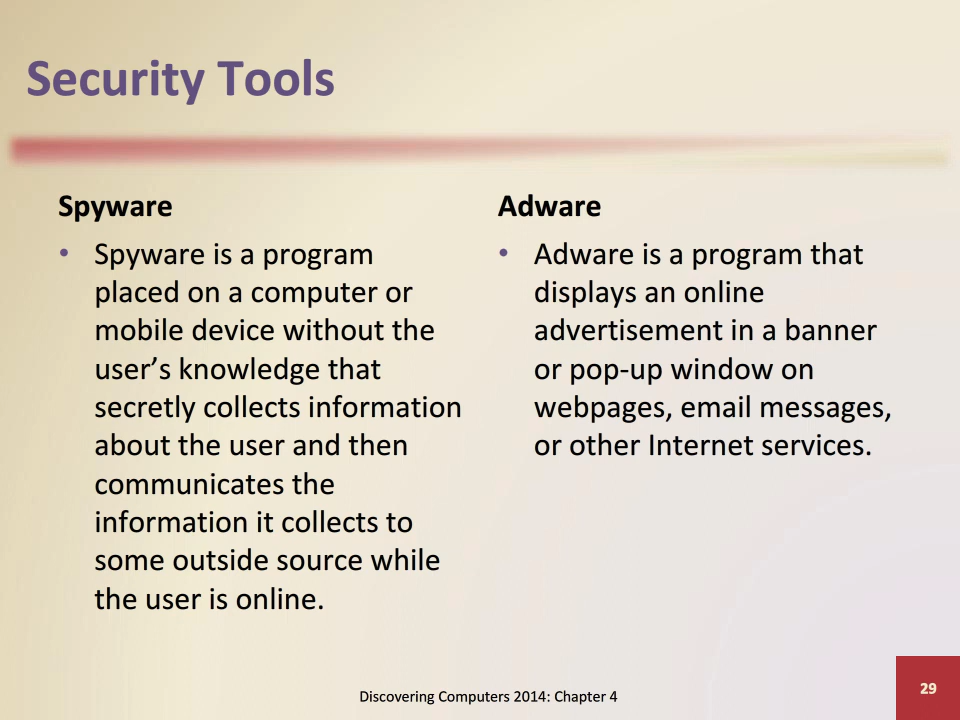 Security Tools
Spyware
• Spyware is a program
placed on a computer or
mobile device without the
user’s knowledge that
secretly collects information
about the user and then
communicates the
information it collects to
some outside source while
the user is online.
Adware
• Adware is a program that
displays an online
advertisement in a banner
or pop-up window on
webpages, email messages,
or other Internet services.
Discovering Computers 2014: Chapter 4
29